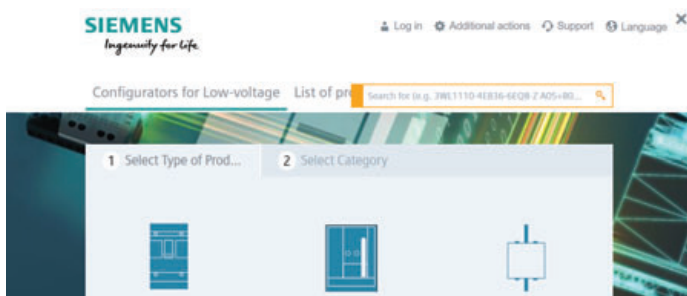 SIEMENS
Ingenuity for life
Log in Additional actions Support Language
Configurators for Low-voltage List of pr
Search for (e.g. 3WL1110-4EB36-6EQ8-Z A05+B0...
1 Select Type of Prod... 2 Select Category